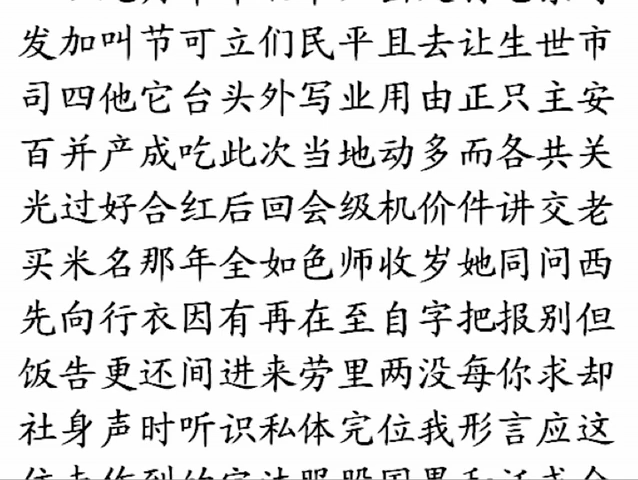 发加叫节可立们民平且去让生世市
司四他它台头外写业用由正只主安
百并产成吃此次当地动多而各共关
光过好合红后回会级机价件讲交老
买米名那年全如色师收岁她同问西
先向行衣因有再在至自字把报别但
饭告更还间进来劳里两没每你求却
社身声时听识私体完位我形言应这